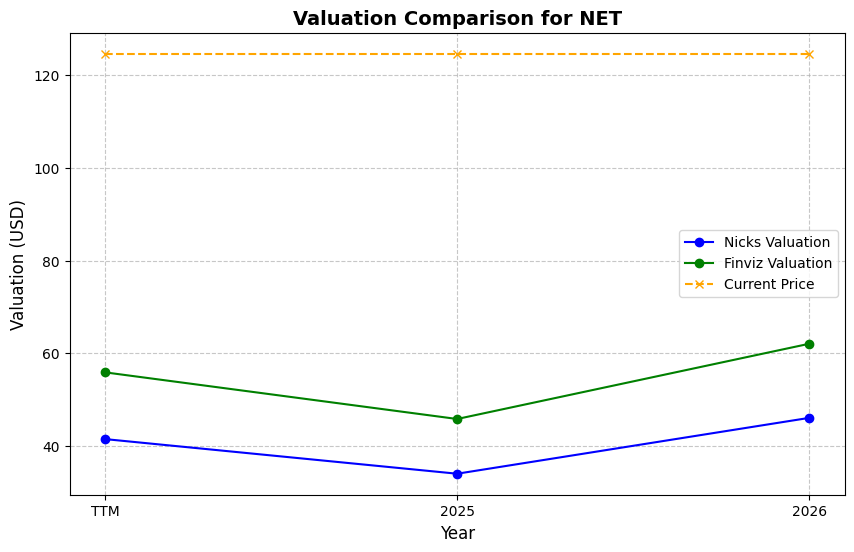 Valuation Comparison for NET
Valuation (USD)
120
100
80
60
40
Nicks Valuation
Finviz Valuation
Current Price
TTM
2025
2026
Year